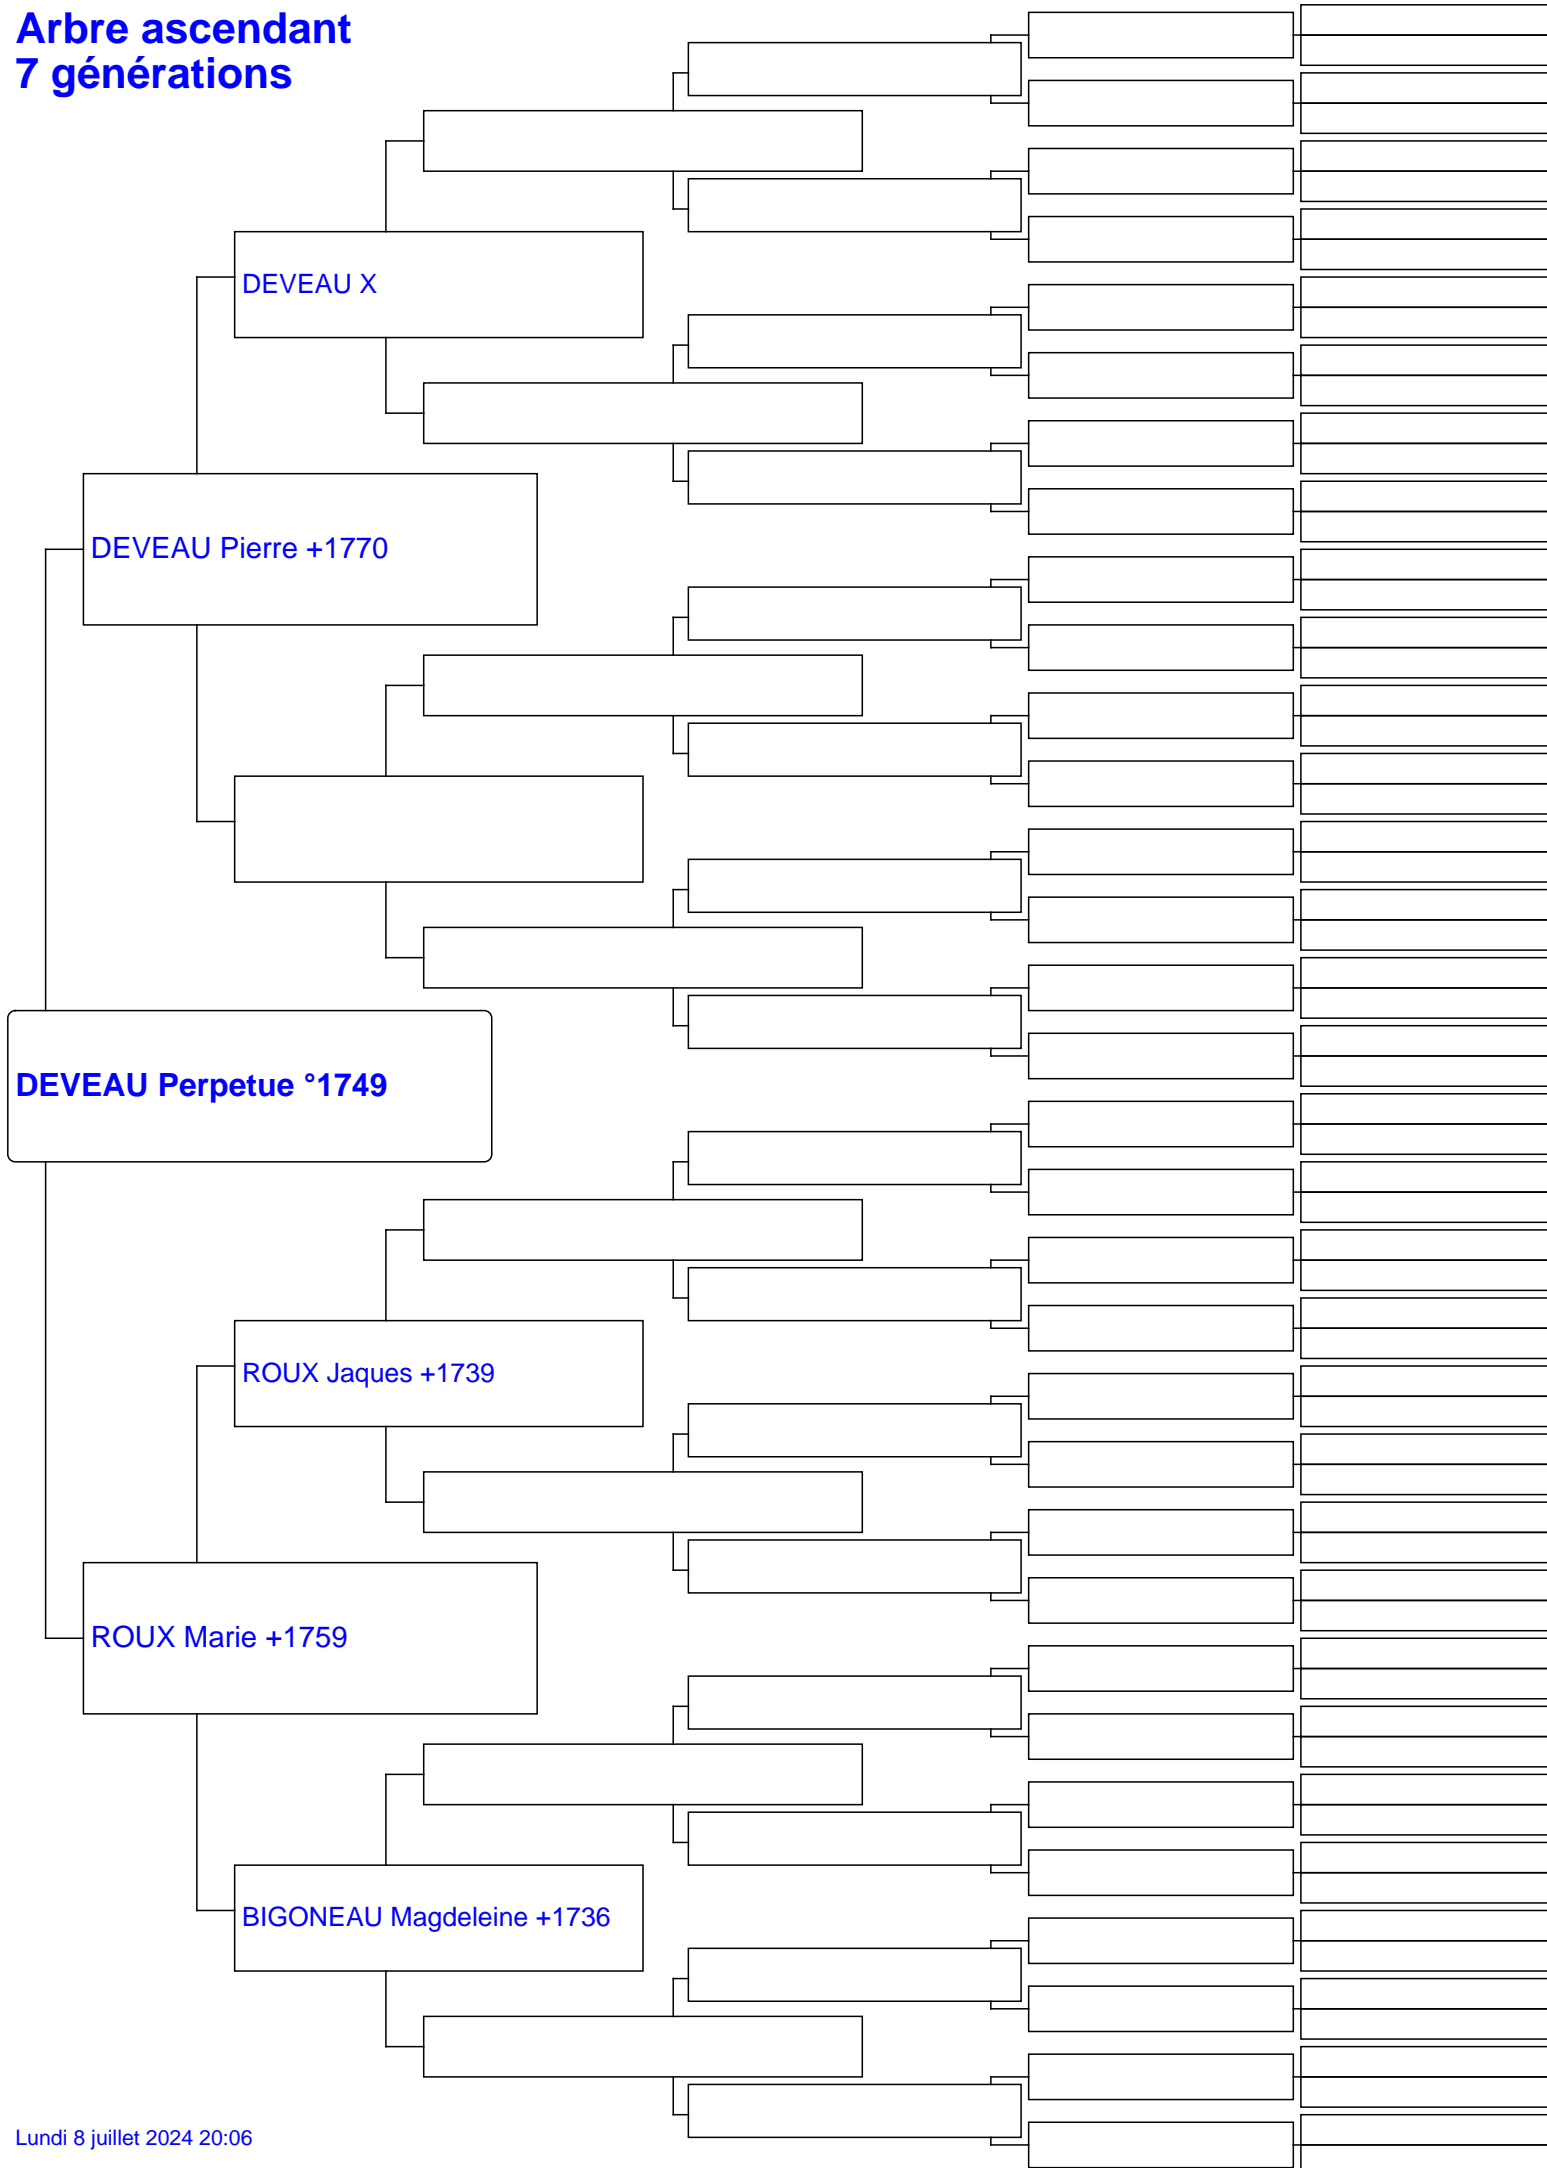 Arbre ascendant
7 générations
DEVEAU X
DEVEAU Pierre +1770
DEVEAU Perpetue °1749
ROUX Jaques +1739
ROUX Marie +1759
BIGONEAU Magdeleine +1736
Lundi 8 juillet 2024 20:06